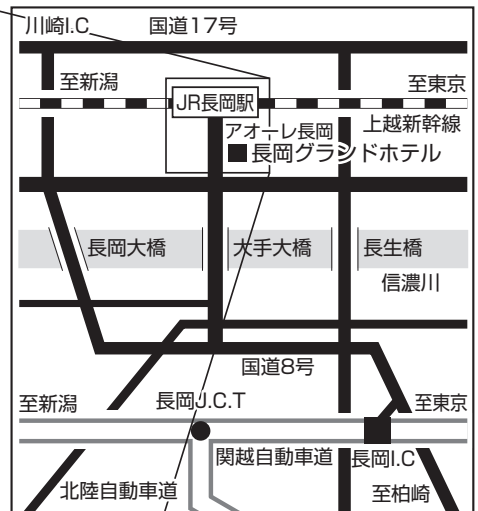 川崎I.C
国道17号
至新潟
至東京
JR長岡駅
アオーレ長岡
上越新幹線
長岡グランドホテル
長岡大橋
大手大橋
長生橋
信濃川
国道8号
至新潟
長岡J.C.T
至東京
関越自動車道
長岡I.C
北陸自動車道
至柏崎